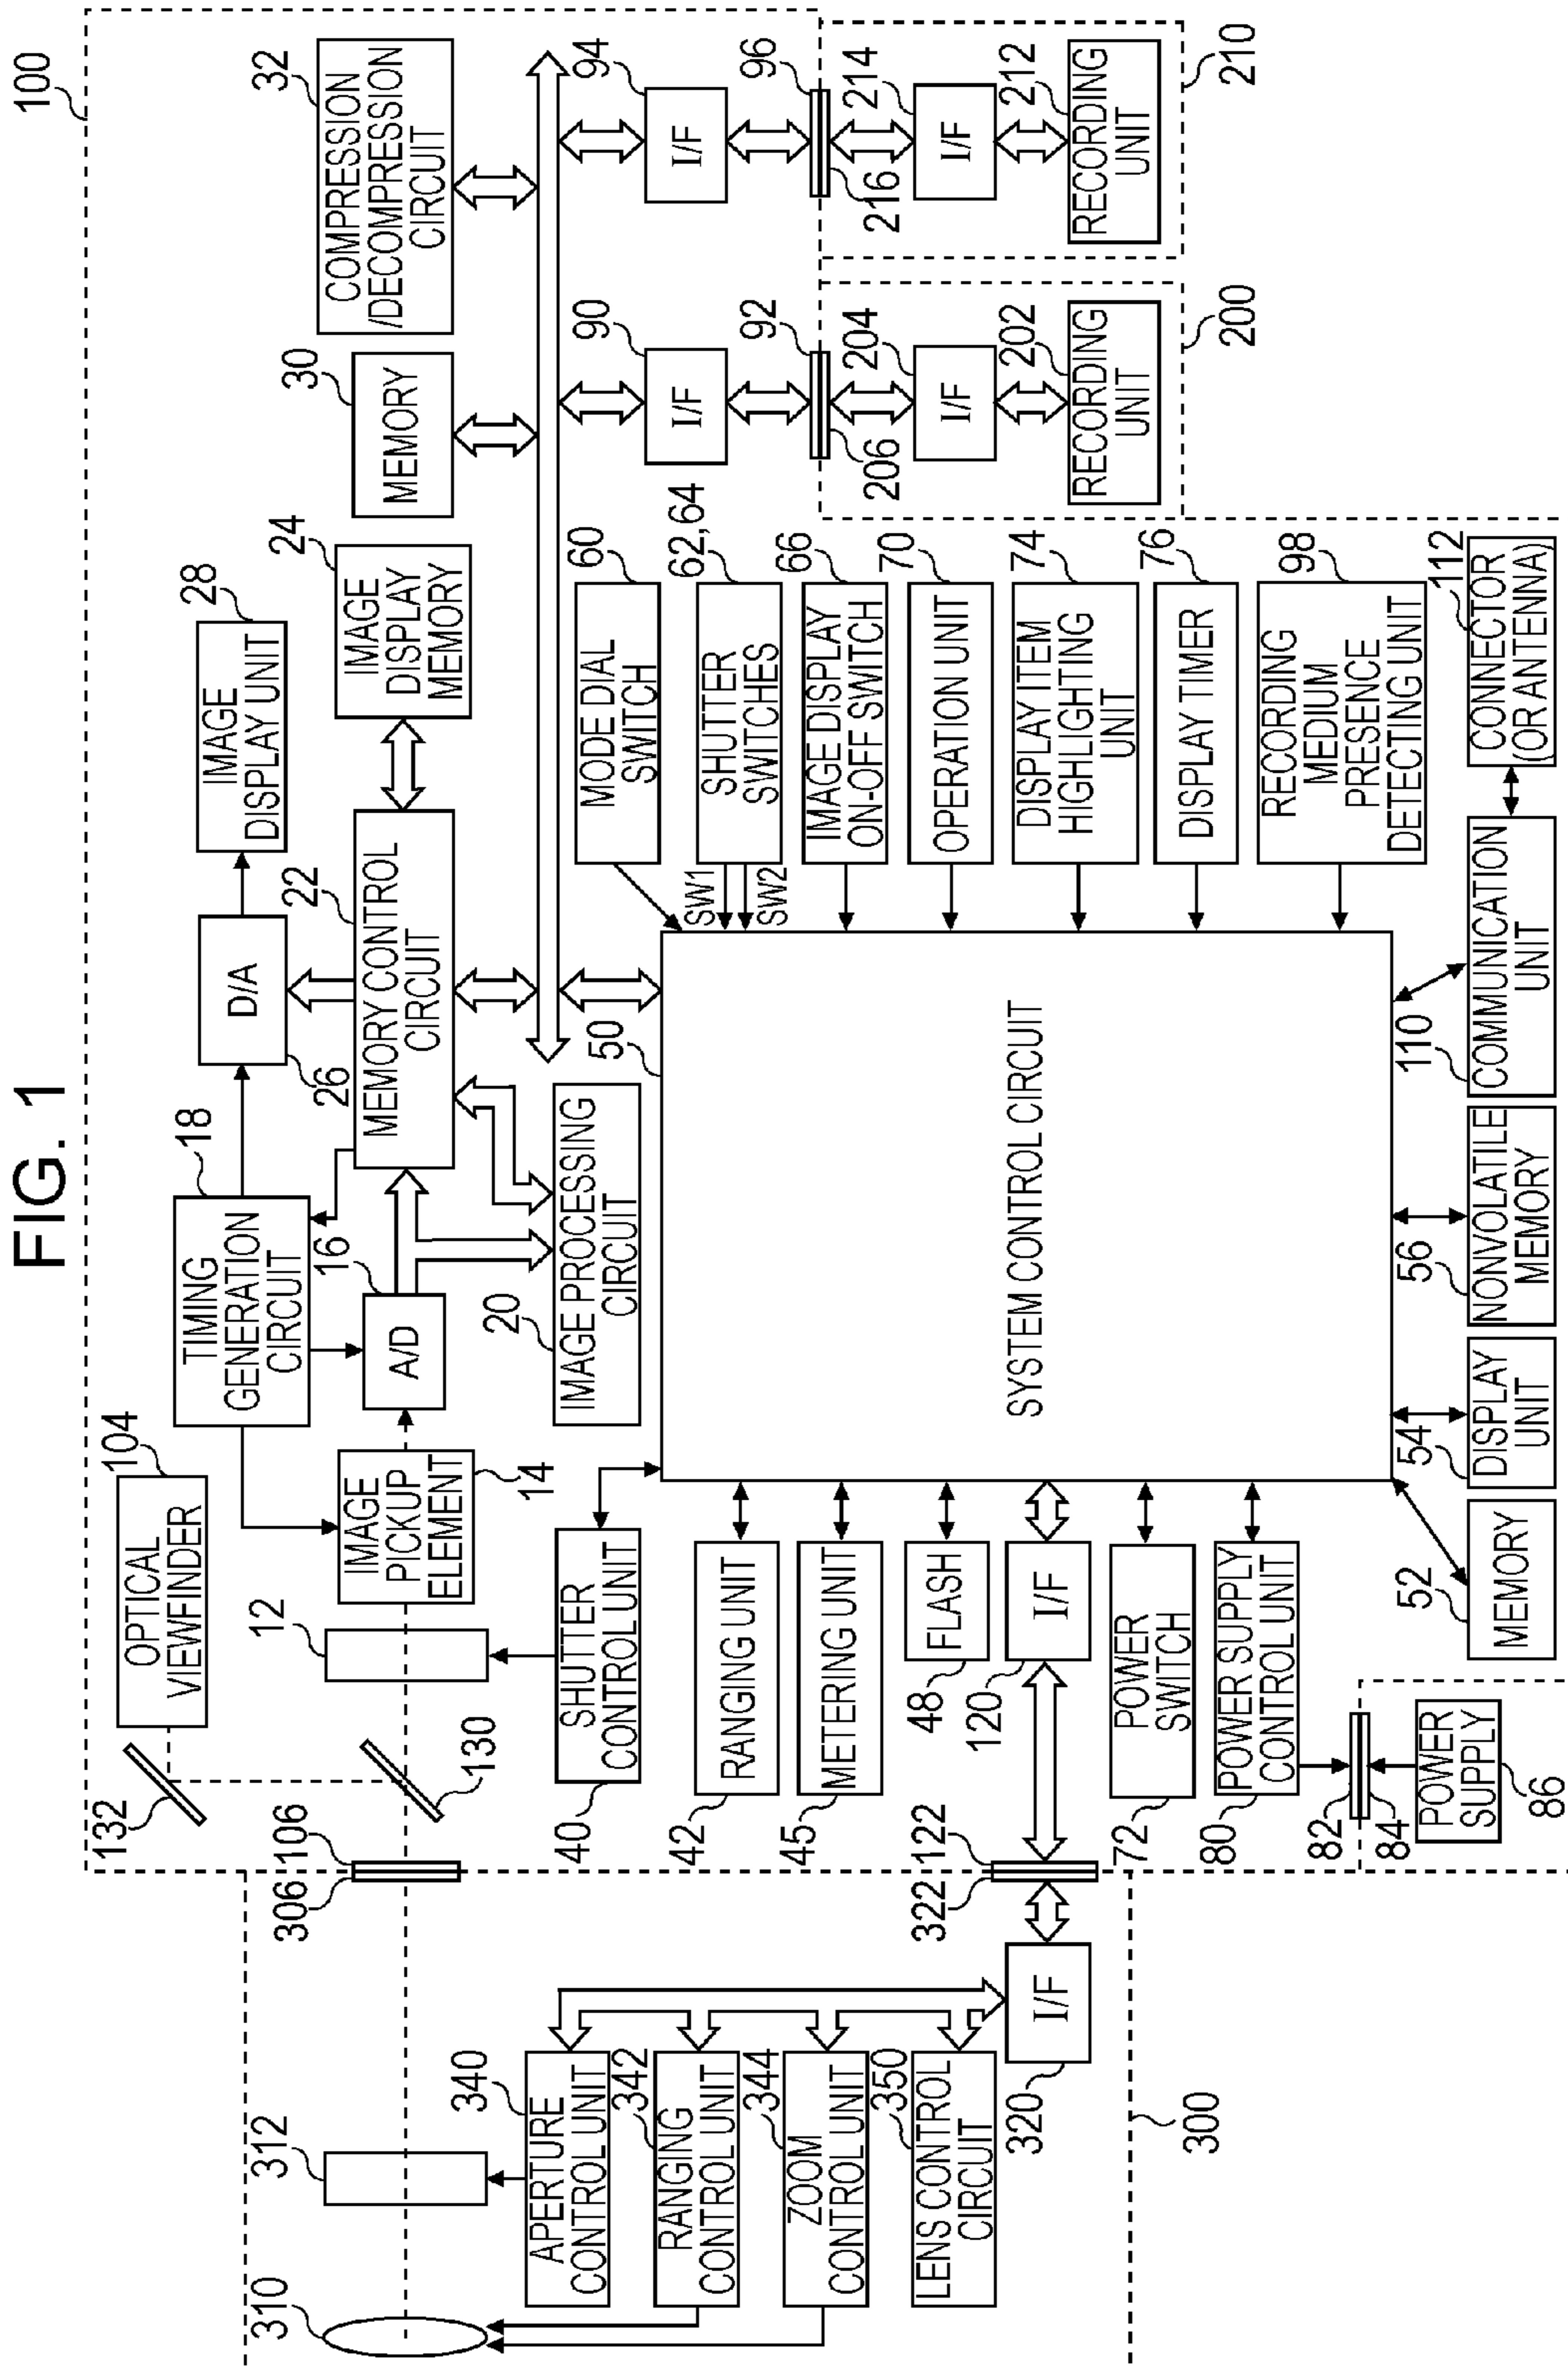 FIG. 1
100
132
104
OPTICAL
VIEWFINDER
18
TIMING
GENERATION
CIRCUIT
26
D/A
28
IMAGE
DISPLAY UNIT
24
IMAGE
DISPLAY
MEMORY
30
MEMORY
32
COMPRESSION
/DECOMPRESSION
CIRCUIT
310
312
306
106
130
12
14
IMAGE
PICKUP
ELEMENT
16
A/D
22
MEMORY CONTROL
CIRCUIT
20
IMAGE PROCESSING
CIRCUIT
340
APERTURE
CONTROL UNIT
342
RANGING
CONTROL UNIT
344
ZOOM
CONTROL UNIT
350
LENS CONTROL
CIRCUIT
320
I/F
300
322
122
40
SHUTTER
CONTROL UNIT
42
RANGING UNIT
45
METERING UNIT
48
FLASH
120
I/F
72
POWER
SWITCH
80
POWER SUPPLY
CONTROL UNIT
82
84
86
POWER
SUPPLY
50
SYSTEM CONTROL CIRCUIT
SW1
SW2
60
MODE DIAL
SWITCH
62,64
SHUTTER
SWITCHES
66
IMAGE DISPLAY
ON-OFF SWITCH
70
OPERATION UNIT
74
DISPLAY ITEM
HIGHLIGHTING
UNIT
76
DISPLAY TIMER
98
RECORDING
MEDIUM
PRESENCE
DETECTING UNIT
90
I/F
92
206
204
I/F
202
RECORDING
UNIT
200
94
I/F
96
216
214
I/F
212
RECORDING
UNIT
210
52
MEMORY
54
DISPLAY
UNIT
56
NONVOLATILE
MEMORY
110
COMMUNICATION
UNIT
112
CONNECTOR
(OR ANTENNA)